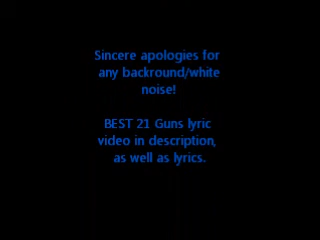 Sincere apologies for
any backround/white
noise!
BEST 21 Guns lyric
video in description,
as well as lyrics.